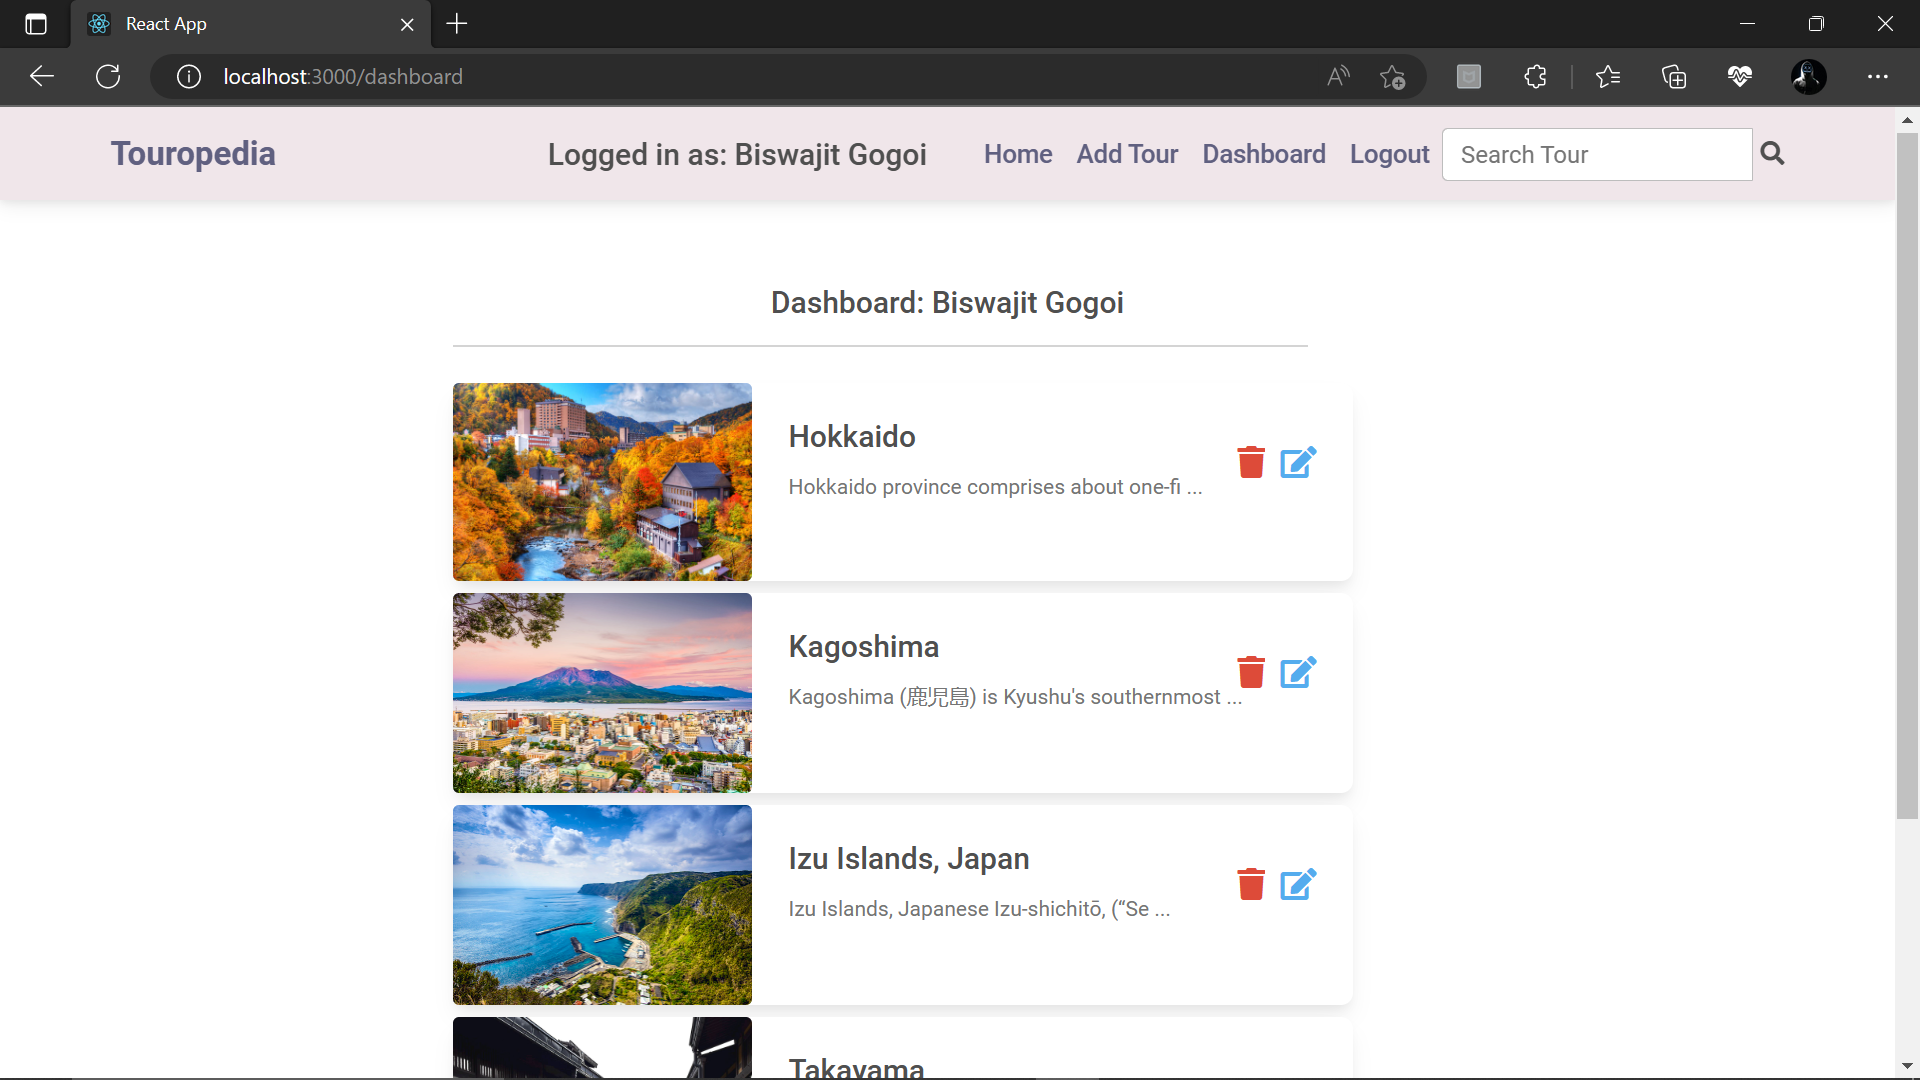 React App
localhost:3000/dashboard
Touropedia
Logged in as: Biswajit Gogoi
Home
Add Tour
Dashboard
Logout
Search Tour
Dashboard: Biswajit Gogoi
Hokkaido
Hokkaido province comprises about one-fi ...
Kagoshima
Kagoshima (鹿児島) is Kyushu's southernmost ...
Izu Islands, Japan
Izu Islands, Japanese Izu-shichitō, (“Se ...
Takayama